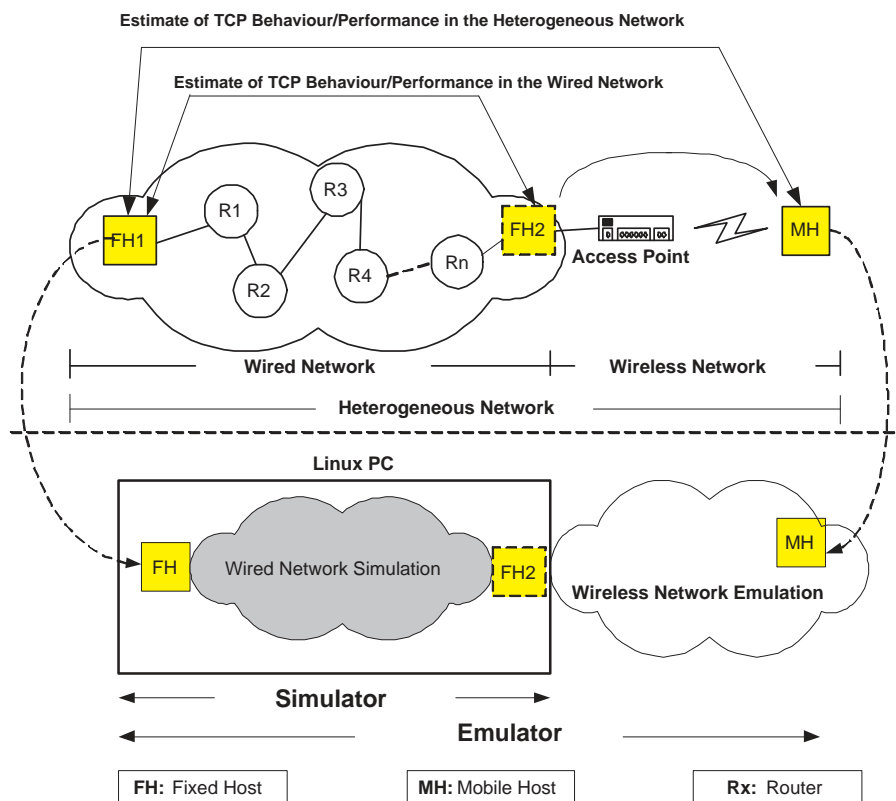 Estimate of TCP Behaviour/Performance in the Heterogeneous Network
Estimate of TCP Behaviour/Performance in the Wired Network
FH1
R1
R2
R3
R4
Rn
FH2
Access Point
MH
Wired Network
Wireless Network
Heterogeneous Network
Linux PC
FH
Wired Network Simulation
FH2
MH
Wireless Network Emulation
Simulator
Emulator
FH: Fixed Host
MH: Mobile Host
Rx: Router